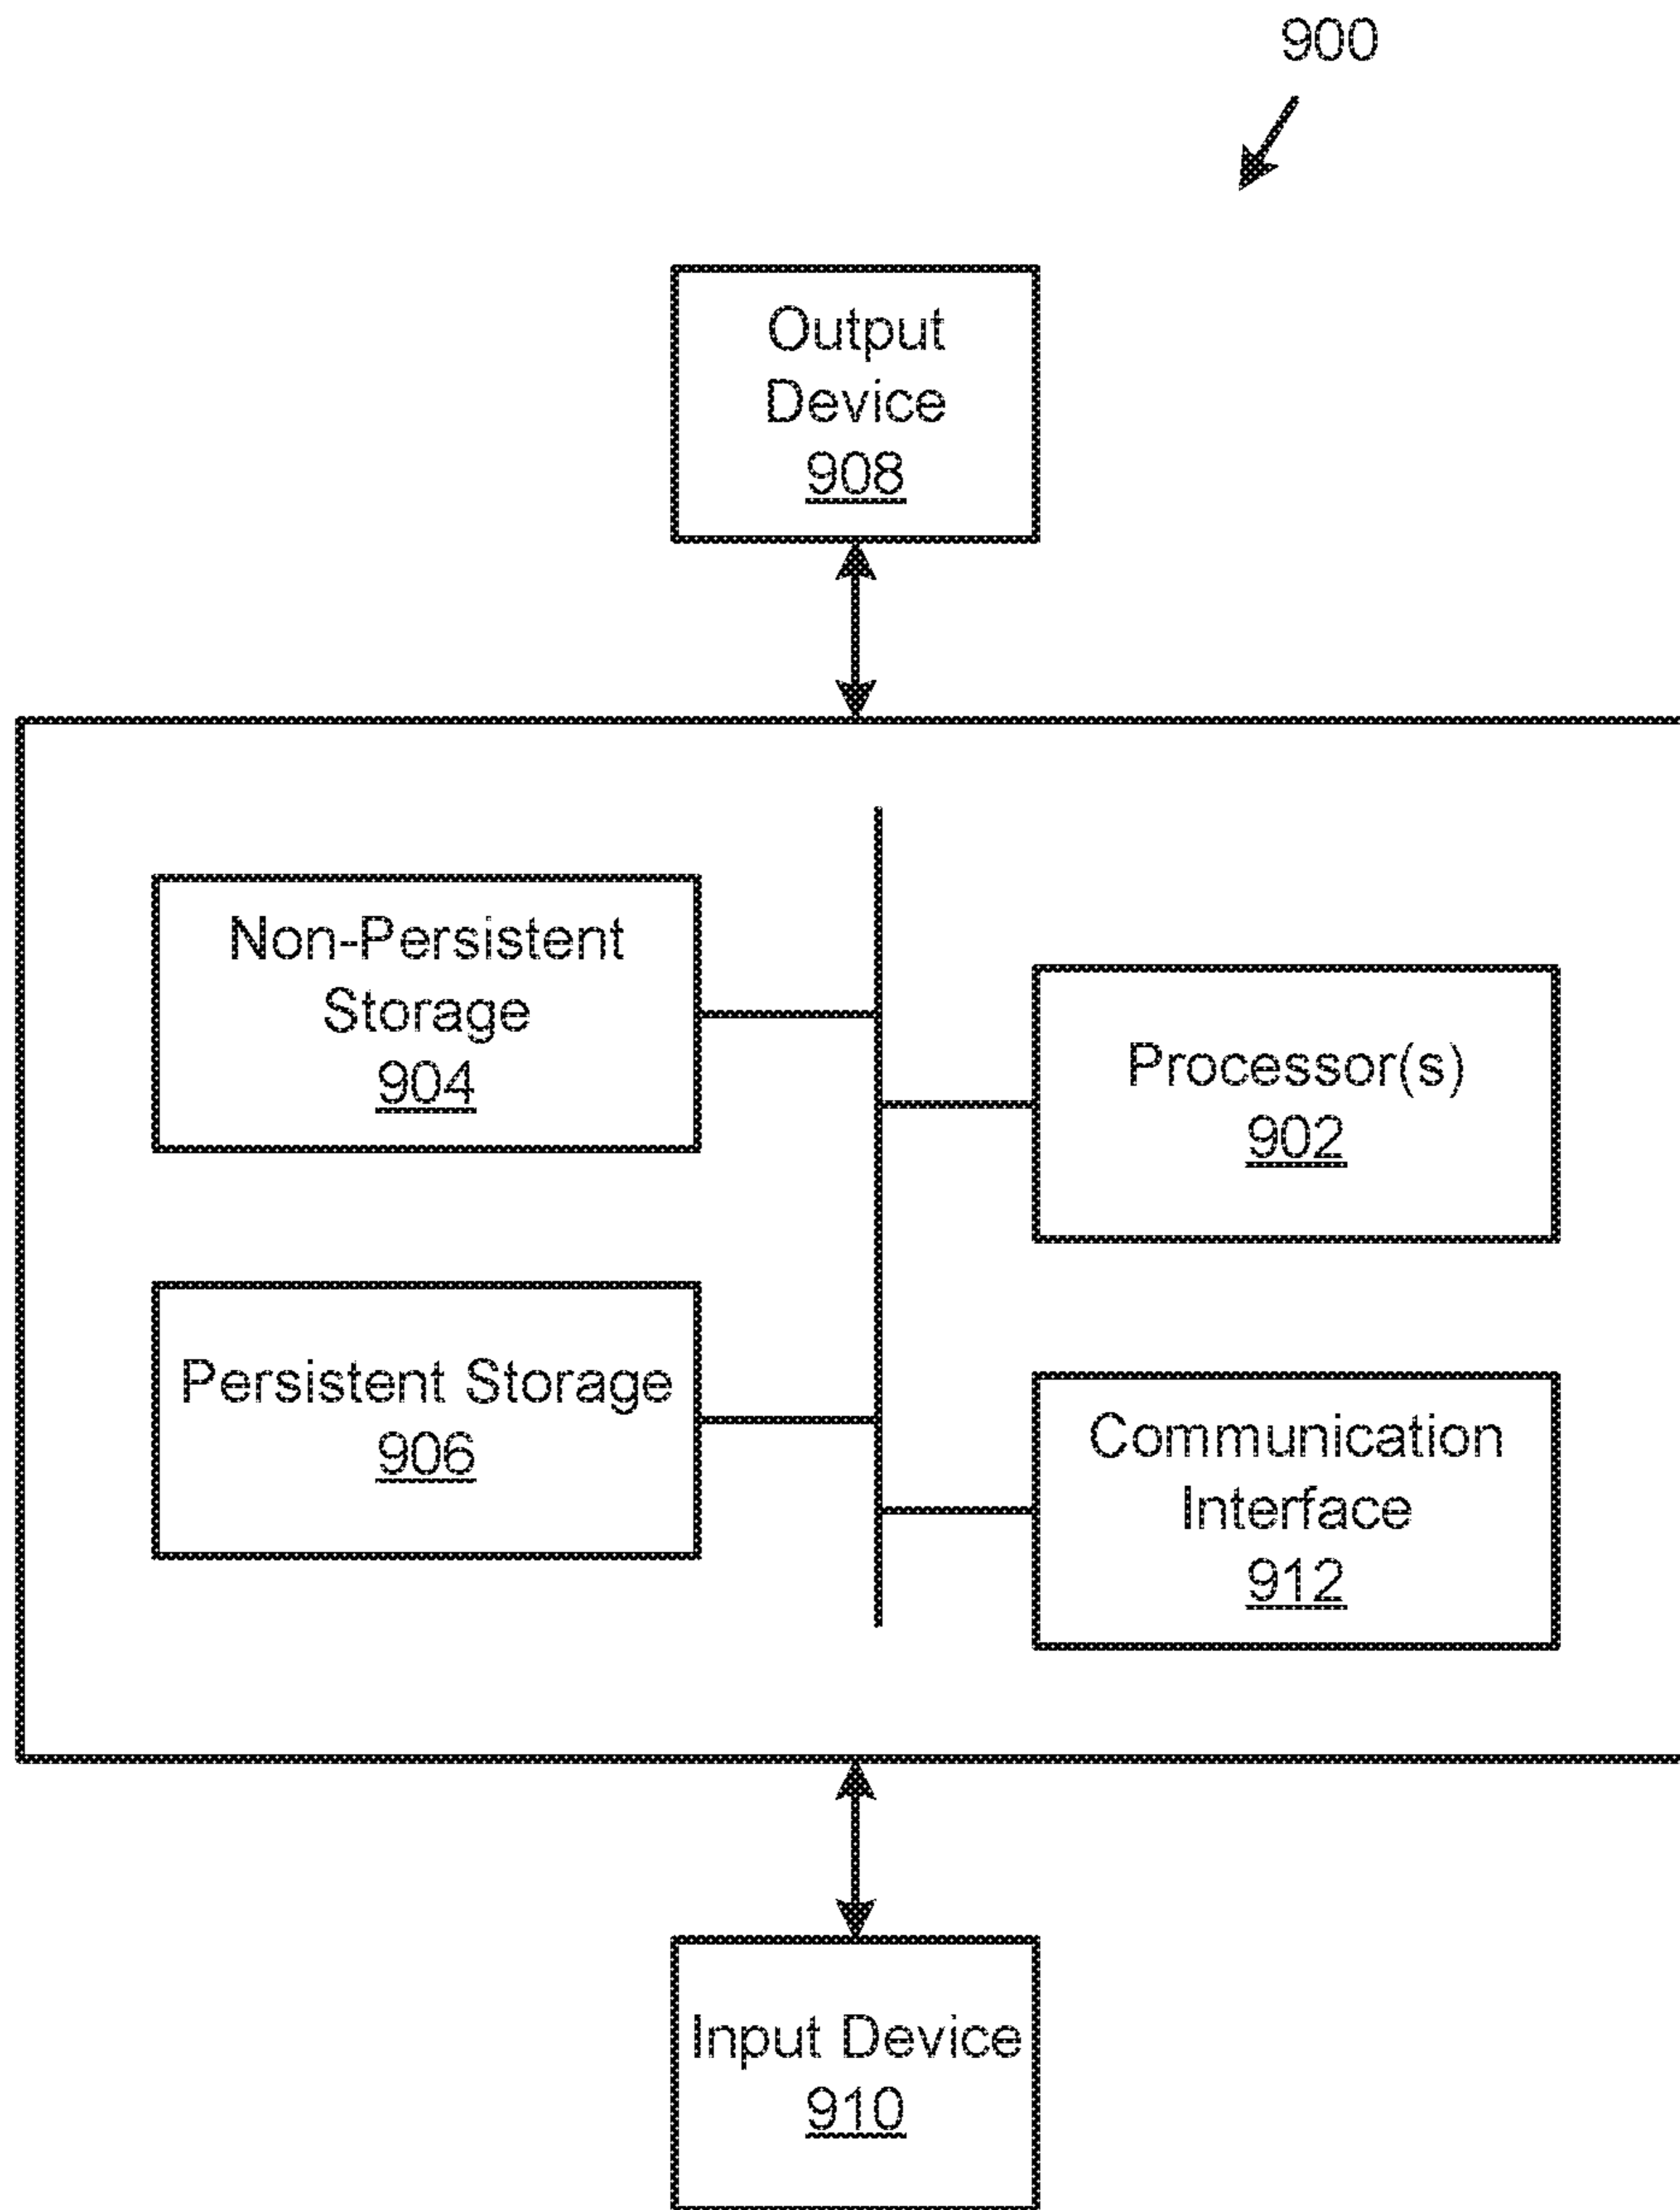 900
Output
Device
908
Non-Persistent
Storage
904
Processor(s)
902
Persistent Storage
906
Communication
Interface
912
Input Device
910